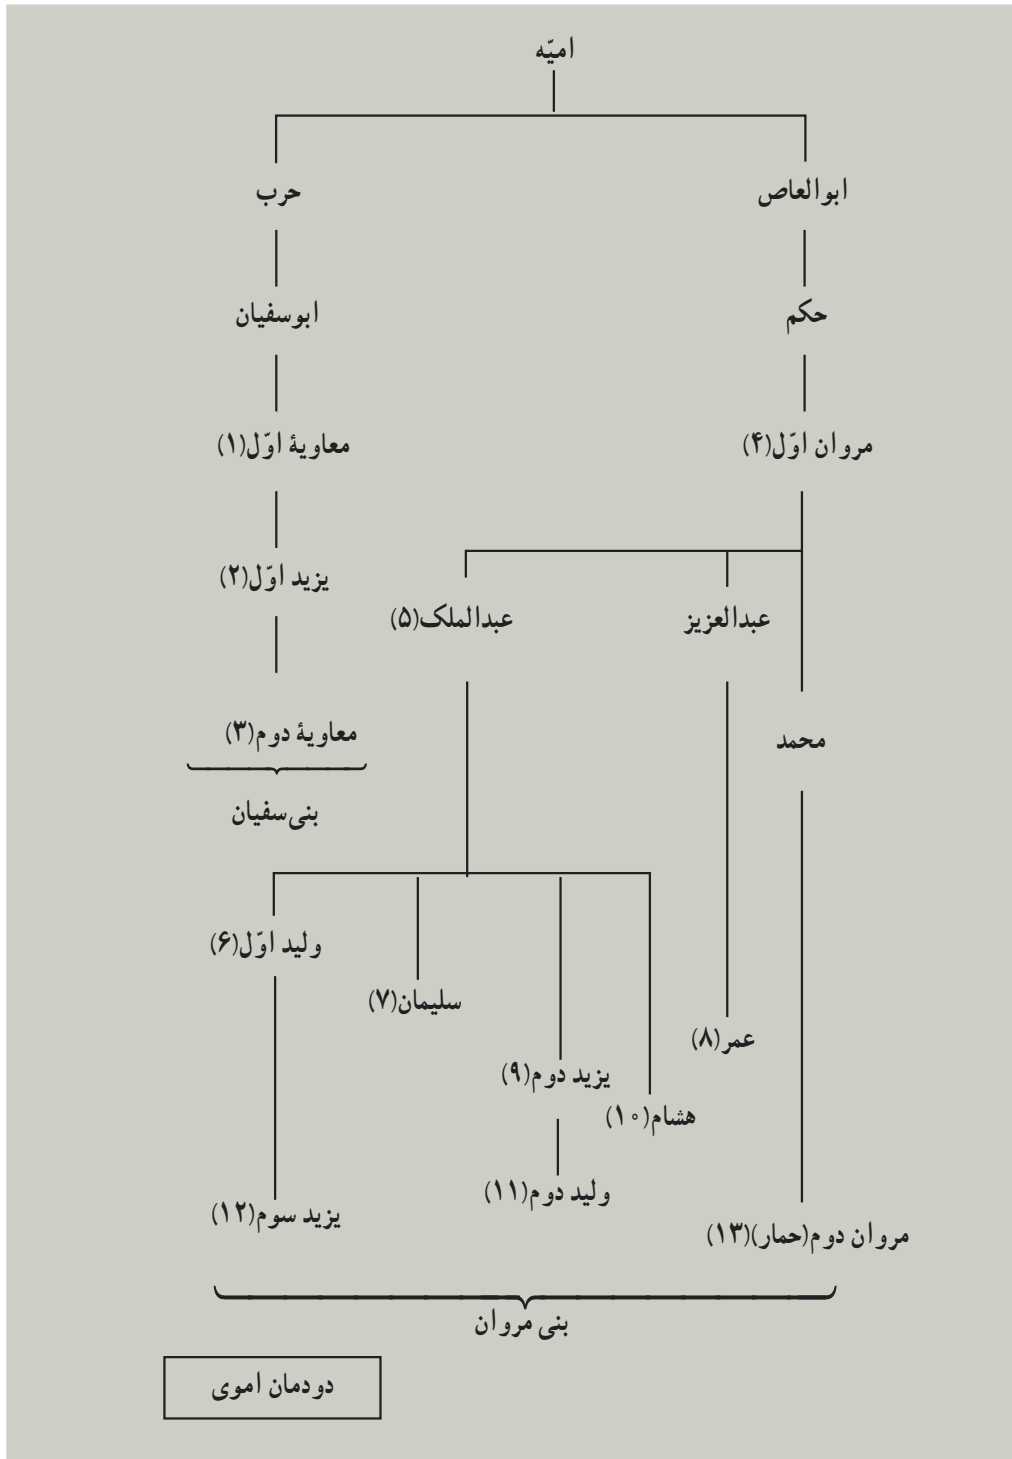 امیّه
ابوالعاص
حرب
حکم
ابوسفیان
مروان اوّل(۴)
معاویهٔ اوّل(۱)
یزید اوّل(۲)
عبدالعزیز
عبدالملک(۵)
محمد
معاویهٔ دوم(۳)
بنی‌سفیان
ولید اوّل(۶)
سلیمان(۷)
عمر(۸)
یزید دوم(۹)
هشام(۱۰)
ولید دوم(۱۱)
یزید سوم(۱۲)
مروان دوم(حمار)(۱۳)
بنی مروان
دودمان اموی